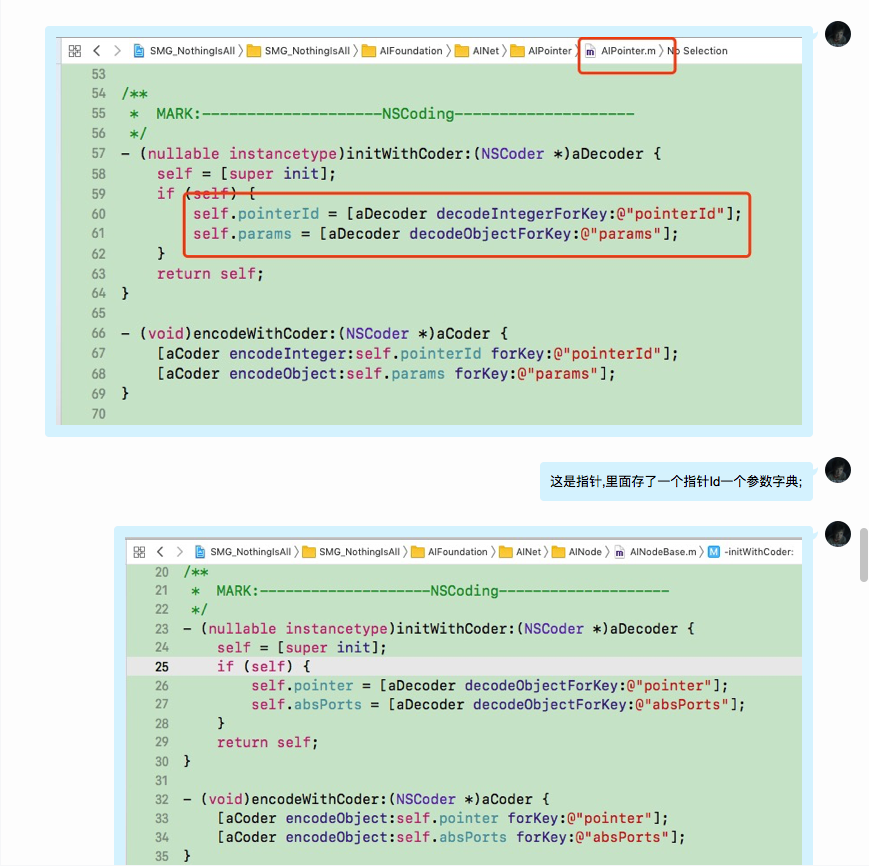 SMG_NothingIsAll 〉 SMG_NothingIsAll 〉 AIFoundation 〉 AINet 〉 AIPointer 〉 AIPointer.m 〉 No Selection
53
54 /**
55 *  MARK:--------------------NSCoding--------------------
56 */
57 - (nullable instancetype)initWithCoder:(NSCoder *)aDecoder {
58 self = [super init];
59 if (self) {
60 self.pointerId = [aDecoder decodeIntegerForKey:@"pointerId"];
61 self.params = [aDecoder decodeObjectForKey:@"params"];
62 }
63 return self;
64 }
65
66 - (void)encodeWithCoder:(NSCoder *)aCoder {
67 [aCoder encodeInteger:self.pointerId forKey:@"pointerId"];
68 [aCoder encodeObject:self.params forKey:@"params"];
69 }
70
这是指针,里面存了一个指针Id一个参数字典;
SMG_NothingIsAll 〉 SMG_NothingIsAll 〉 AIFoundation 〉 AINet 〉 AINode 〉 AINodeBase.m 〉 M -initWithCoder:
20 /**
21 *  MARK:--------------------NSCoding--------------------
22 */
23 - (nullable instancetype)initWithCoder:(NSCoder *)aDecoder {
24 self = [super init];
25 if (self) {
26 self.pointer = [aDecoder decodeObjectForKey:@"pointer"];
27 self.absPorts = [aDecoder decodeObjectForKey:@"absPorts"];
28 }
29 return self;
30 }
31
32 - (void)encodeWithCoder:(NSCoder *)aCoder {
33 [aCoder encodeObject:self.pointer forKey:@"pointer"];
34 [aCoder encodeObject:self.absPorts forKey:@"absPorts"];
35 }